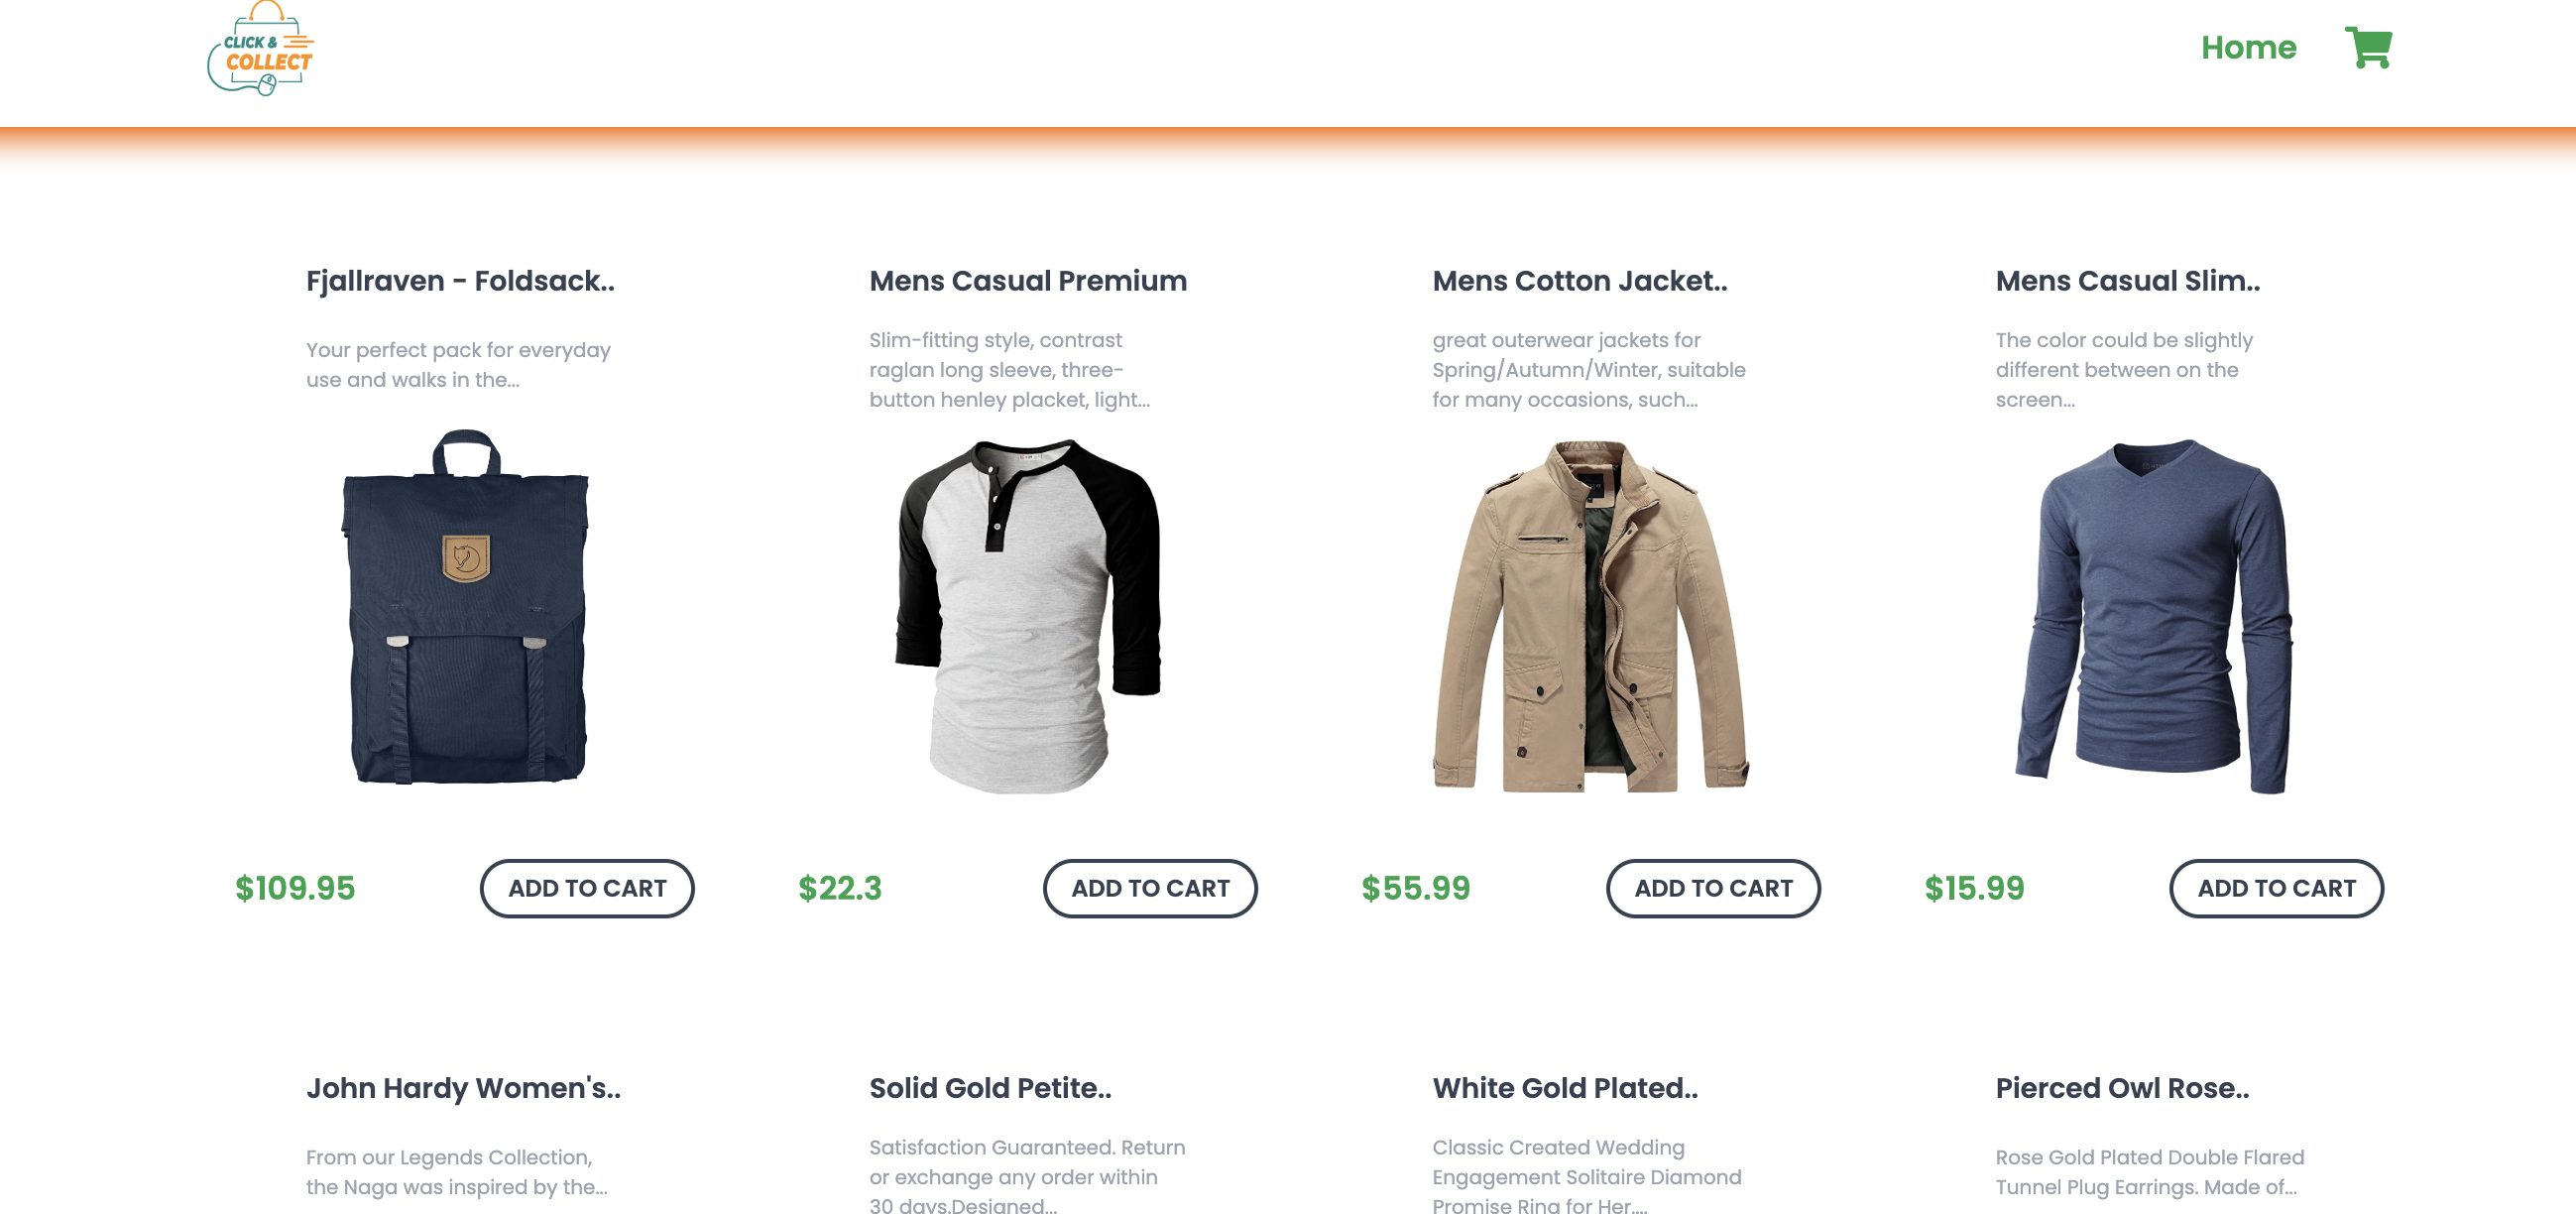 CLICK &
COLLECT
Home
Fjallraven - Foldsack..
Your perfect pack for everyday
use and walks in the...
$109.95
ADD TO CART
Mens Casual Premium
Slim-fitting style, contrast
raglan long sleeve, three-
button henley placket, light...
$22.3
ADD TO CART
Mens Cotton Jacket..
great outerwear jackets for
Spring/Autumn/Winter, suitable
for many occasions, such...
$55.99
ADD TO CART
Mens Casual Slim..
The color could be slightly
different between on the
screen...
$15.99
ADD TO CART
John Hardy Women's..
From our Legends Collection,
the Naga was inspired by the...
Solid Gold Petite..
Satisfaction Guaranteed. Return
or exchange any order within
30 days.Designed...
White Gold Plated..
Classic Created Wedding
Engagement Solitaire Diamond
Promise Ring for Her....
Pierced Owl Rose..
Rose Gold Plated Double Flared
Tunnel Plug Earrings. Made of...